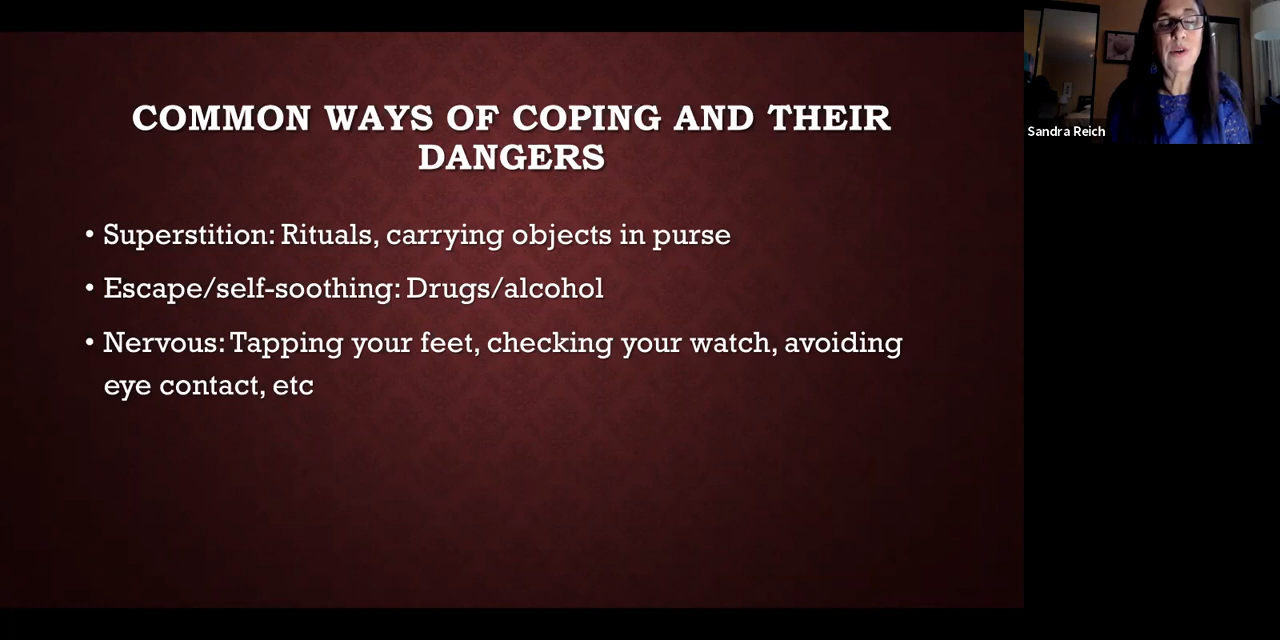 COMMON WAYS OF COPING AND THEIR
DANGERS
• Superstition: Rituals, carrying objects in purse
• Escape/self-soothing: Drugs/alcohol
• Nervous: Tapping your feet, checking your watch, avoiding
eye contact, etc
Sandra Reich